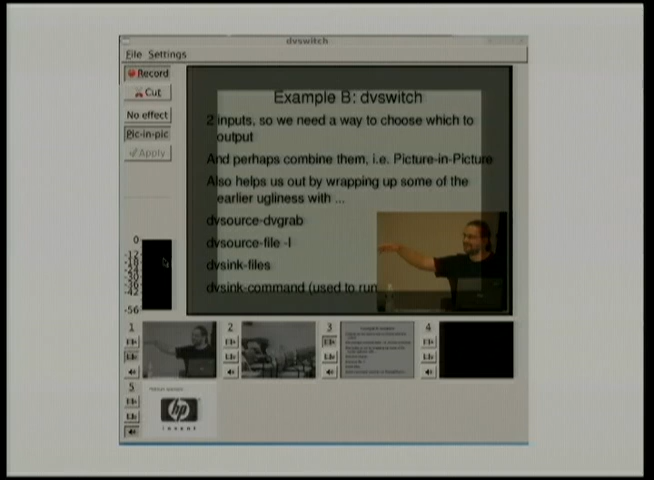 dvswitch
File Settings
Record
Cut
No effect
Pic-in-pic
Apply
Example B: dvswitch
2 inputs, so we need a way to choose which to
output
And perhaps combine them, i.e. Picture-in-Picture
Also helps us out by wrapping up some of the
earlier ugliness with ...
dvsource-dvgrab
dvsource-file -l
dvsink-files
dvsink-command (used to run
0
-56
1
2
3
4
5
hp
invent